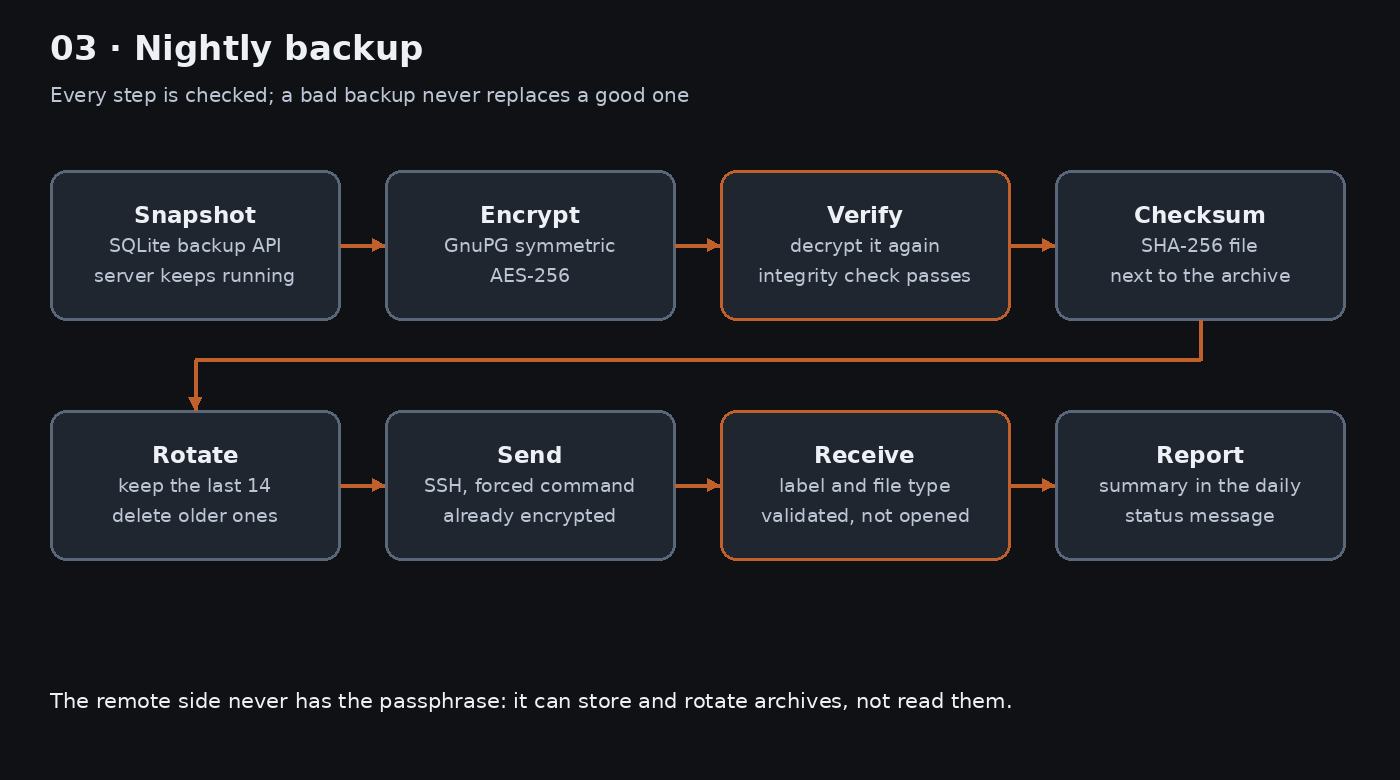 03 · Nightly backup
Every step is checked; a bad backup never replaces a good one
Snapshot
SQLite backup API
server keeps running
Encrypt
GnuPG symmetric
AES-256
Verify
decrypt it again
integrity check passes
Checksum
SHA-256 file
next to the archive
Rotate
keep the last 14
delete older ones
Send
SSH, forced command
already encrypted
Receive
label and file type
validated, not opened
Report
summary in the daily
status message
The remote side never has the passphrase: it can store and rotate archives, not read them.